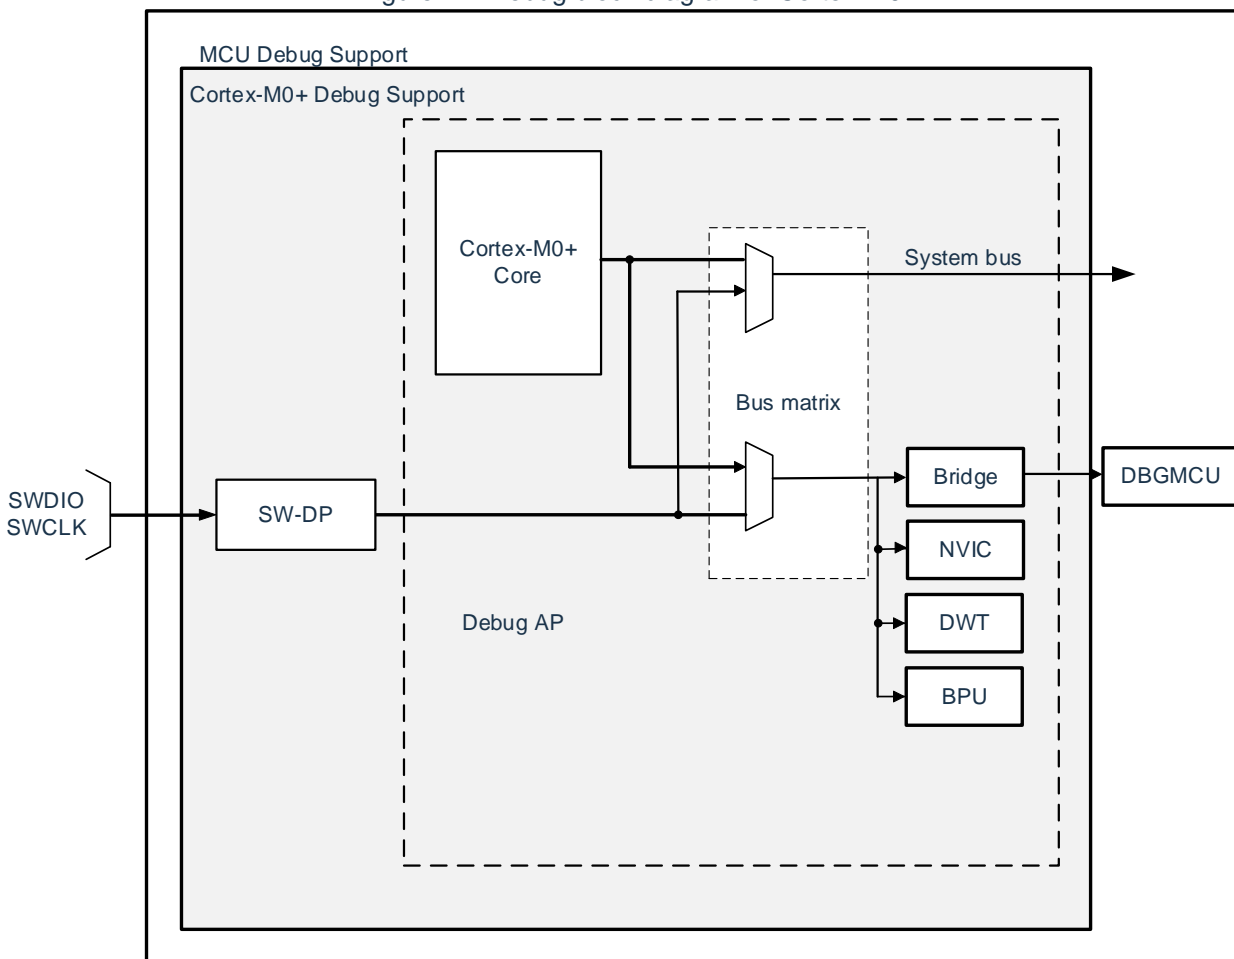 MCU Debug Support
Cortex-M0+ Debug Support
Cortex-M0+
Core
System bus
Bus matrix
SWDIO
SWCLK
SW-DP
Bridge
DBGMCU
NVIC
DWT
Debug AP
BPU